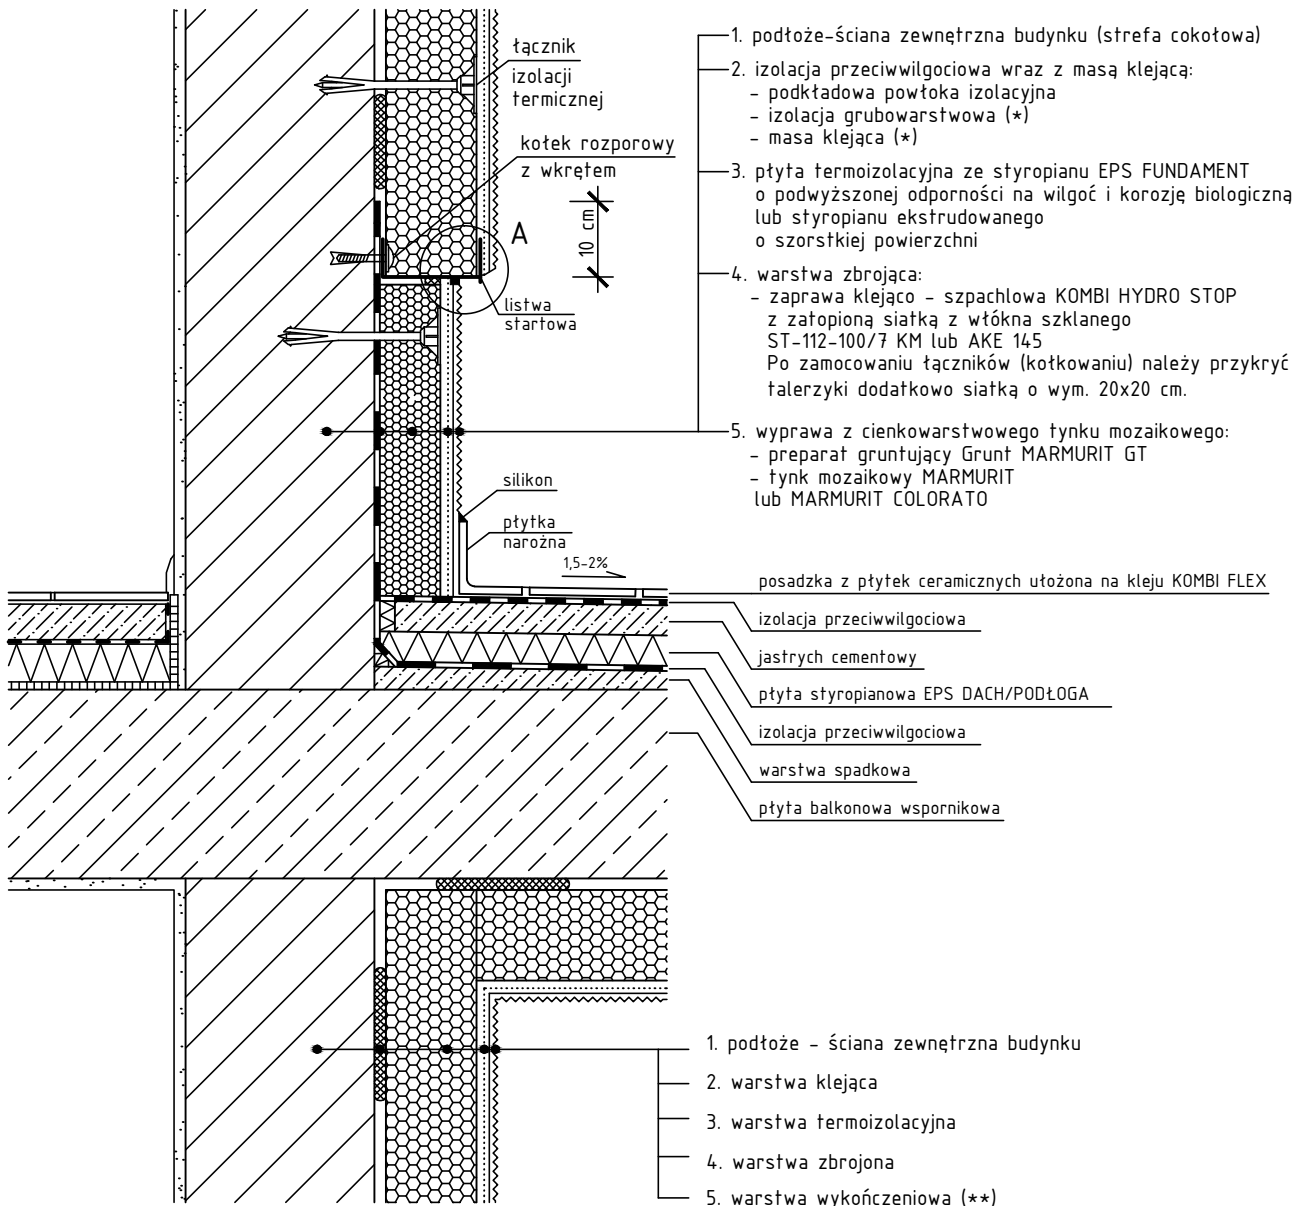 łącznik
izolacji
termicznej
kołek rozporowy
z wkrętem
A
10 cm
listwa
startowa
1. podłoże-ściana zewnętrzna budynku (strefa cokołowa)
2. izolacja przeciwwilgociowa wraz z masą klejącą:
- podkładowa powłoka izolacyjna
- izolacja grubowarstwowa (*)
- masa klejąca (*)
3. płyta termoizolacyjna ze styropianu EPS FUNDAMENT
o podwyższonej odporności na wilgoć i korozję biologiczną
lub styropianu ekstrudowanego
o szorstkiej powierzchni
4. warstwa zbrojąca:
- zaprawa klejąco - szpachlowa KOMBI HYDRO STOP
z zatopioną siatką z włókna szklanego
ST-112-100/7 KM lub AKE 145
Po zamocowaniu łączników (kołkowaniu) należy przykryć
talerzyki dodatkowo siatką o wym. 20x20 cm.
5. wyprawa z cienkowarstwowego tynku mozaikowego:
- preparat gruntujący Grunt MARMURIT GT
- tynk mozaikowy MARMURIT
lub MARMURIT COLORATO
silikon
płytka
narożna
1,5-2%
posadzka z płytek ceramicznych ułożona na kleju KOMBI FLEX
izolacja przeciwwilgociowa
jastrych cementowy
płyta styropianowa EPS DACH/PODŁOGA
izolacja przeciwwilgociowa
warstwa spadkowa
płyta balkonowa wspornikowa
1. podłoże - ściana zewnętrzna budynku
2. warstwa klejąca
3. warstwa termoizolacyjna
4. warstwa zbrojona
5. warstwa wykończeniowa (**)